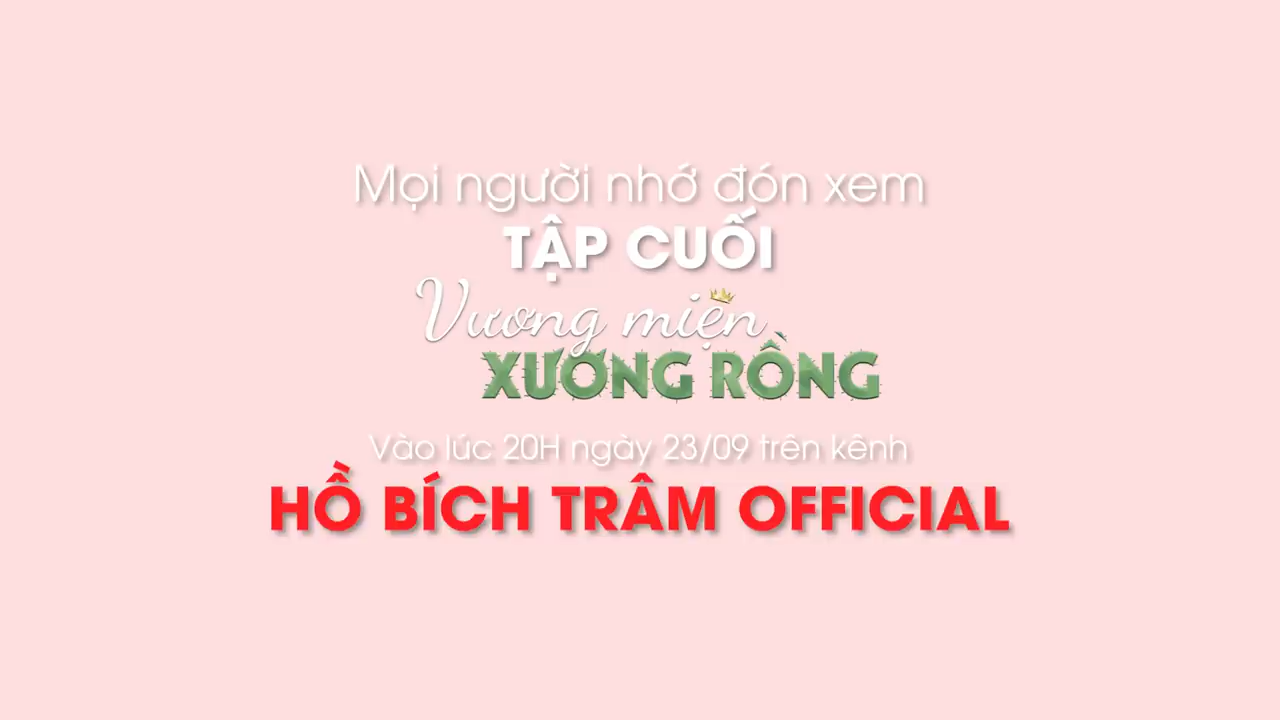 Mọi người nhớ đón xem
TẬP CUỐI
Vương miện
XƯƠNG RỒNG
Vào lúc 20H ngày 23/09 trên kênh
HỒ BÍCH TRÂM OFFICIAL